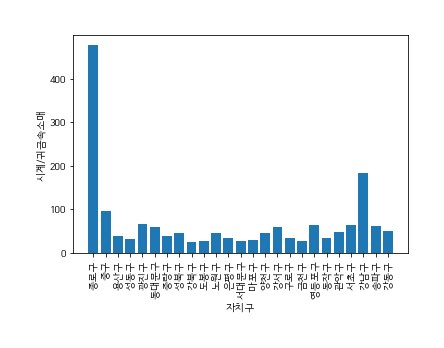 시계/귀금속소매
400
300
200
100
0
종로구
중구
용산구
성동구
광진구
동대문구
중랑구
성북구
강북구
도봉구
노원구
은평구
서대문구
마포구
양천구
강서구
구로구
금천구
영등포구
동작구
관악구
서초구
강남구
송파구
강동구
자치구